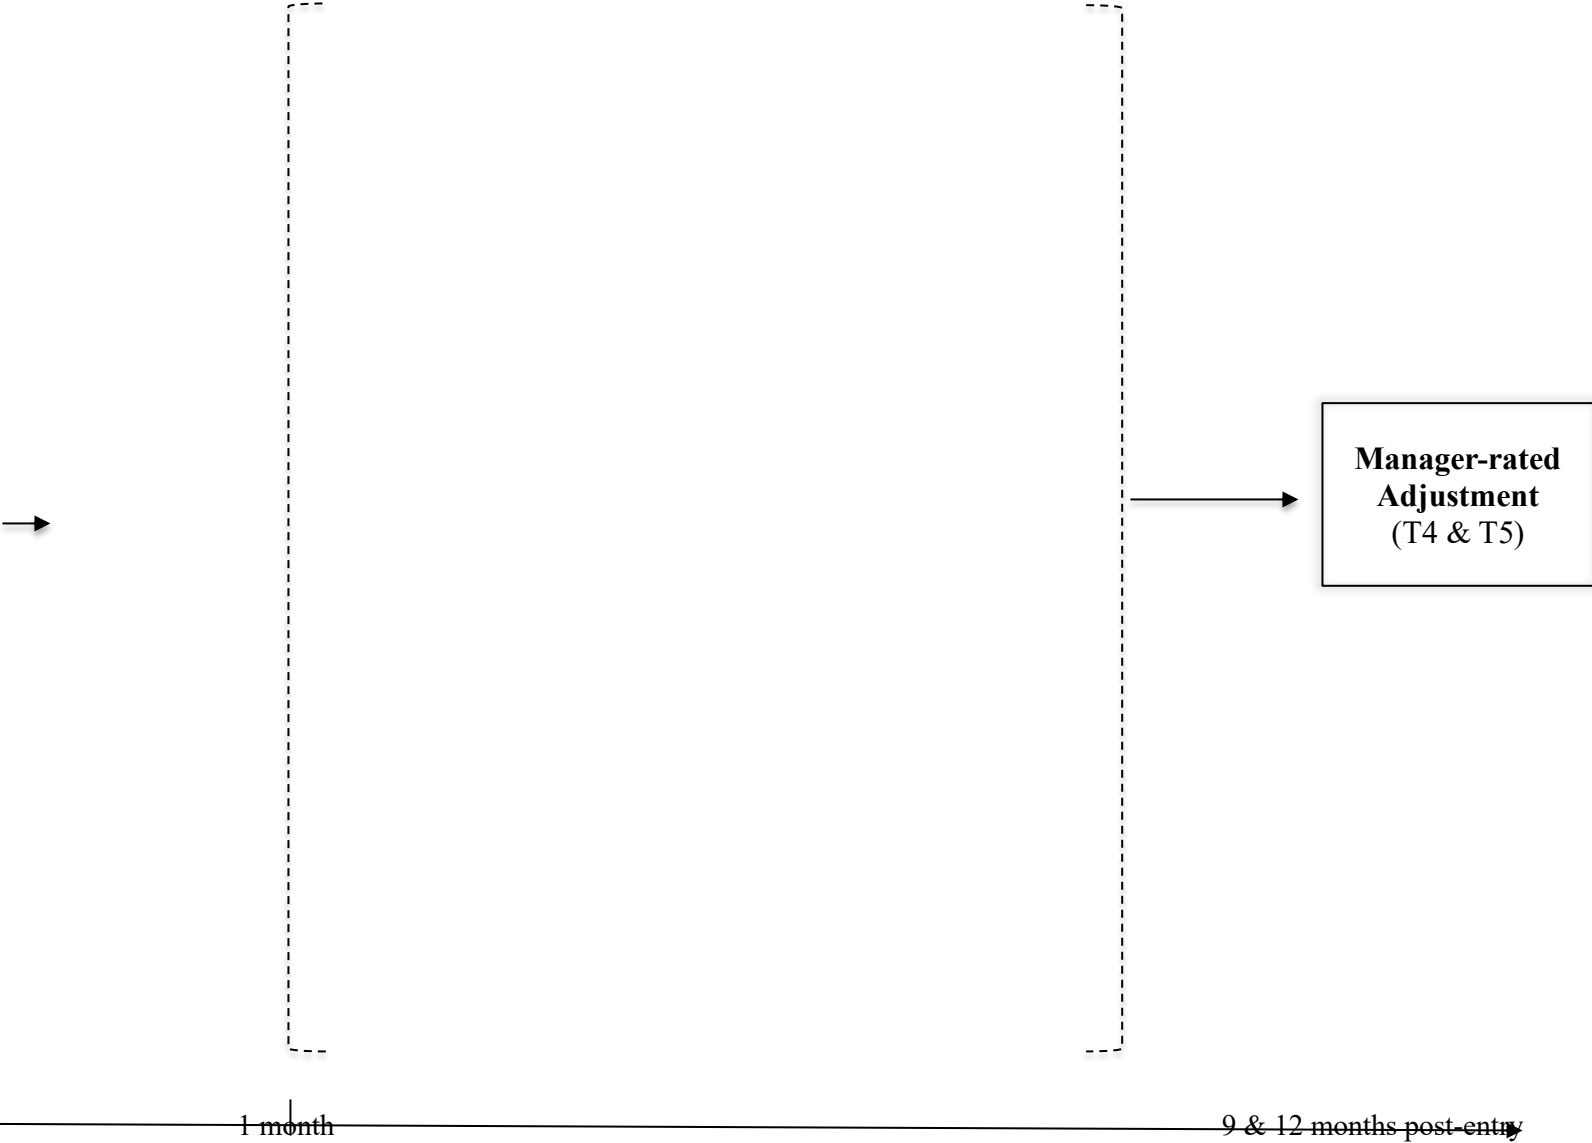 Manager-rated
Adjustment
(T4 & T5)
1 month
9 & 12 months post-entry